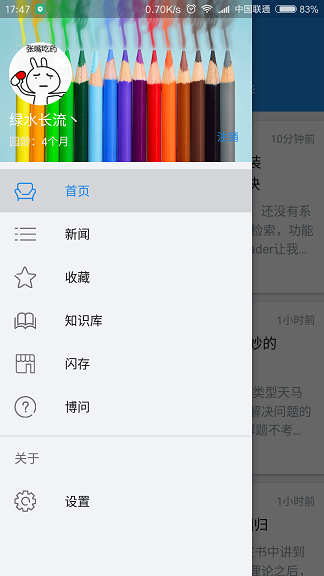 17:47
0.70K/s
中国联通
83%
张嘴吃药
绿水长流丶
园龄：4个月
注销
首页
10分钟前
装
快
新闻
还没有系
检索，功能
ader让我...
收藏
知识库
1小时前
妙的
闪存
类型天马
解决问题的
博问
题不考...
关于
设置
1小时前
归
书中讲到
理论之后，